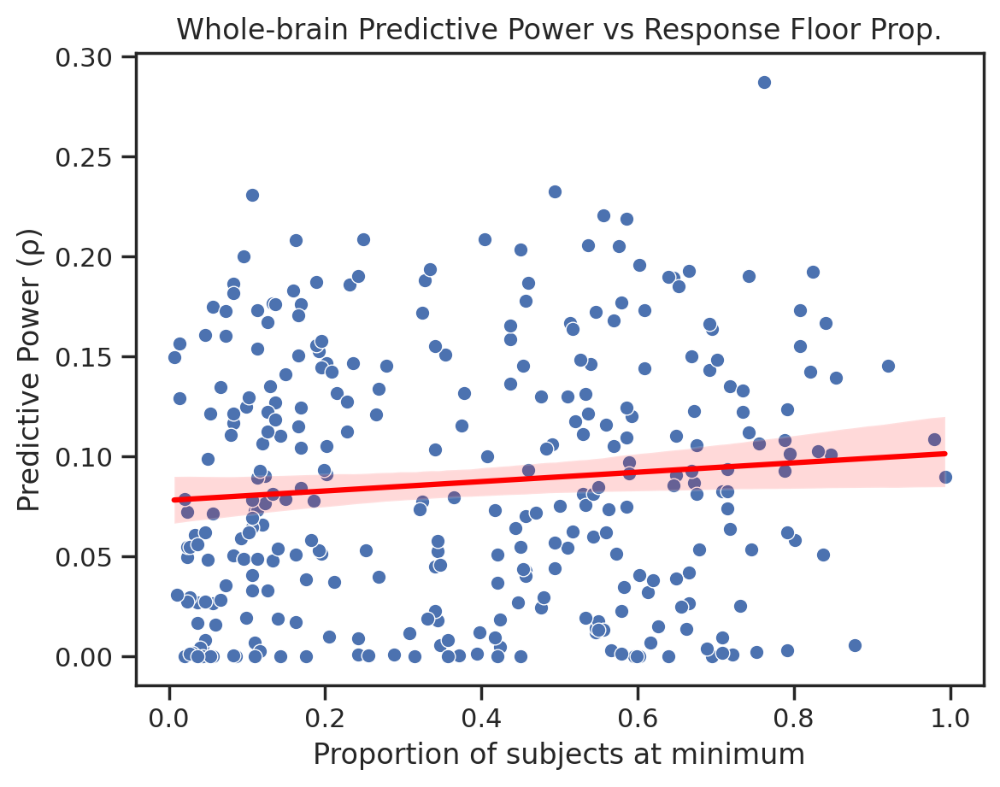 Whole-brain Predictive Power vs Response Floor Prop.
0.30
0.25
0.20
0.15
0.10
0.05
0.00
Predictive Power (ρ)
0.0 0.2 0.4 0.6 0.8 1.0
Proportion of subjects at minimum